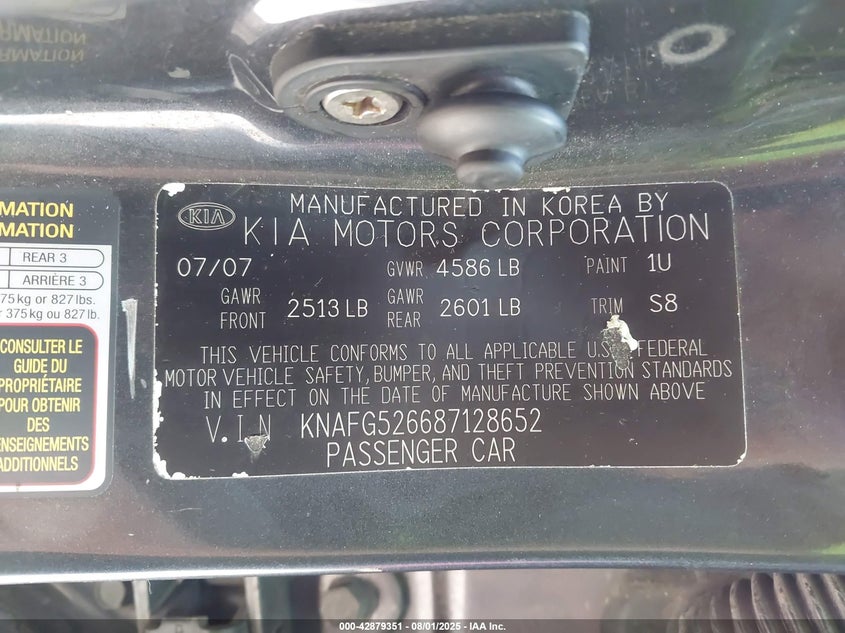 RMATION
RMATION
MATION
MATION
REAR 3
ARRIÈRE 3
75 kg or 827 lbs.
r 375 kg ou 827 lb.
CONSULTER LE
GUIDE DU
PROPRIÉTAIRE
POUR OBTENIR
DES
ENSEIGNEMENTS
ADDITIONNELS
KIA
MANUFACTURED IN KOREA BY
KIA MOTORS CORPORATION
07/07 GVWR 4586 LB PAINT 1U
GAWR FRONT 2513 LB GAWR REAR 2601 LB TRIM S8
THIS VEHICLE CONFORMS TO ALL APPLICABLE U.S. FEDERAL
MOTOR VEHICLE SAFETY, BUMPER, AND THEFT PREVENTION STANDARDS
IN EFFECT ON THE DATE OF MANUFACTURE SHOWN ABOVE
V.I.N KNAFG526687128652
PASSENGER CAR
000-42879351 | 08/01/2025 | IAA Inc.